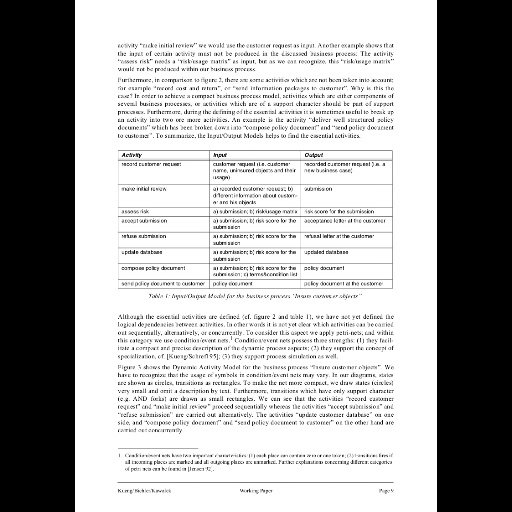 activity "make initial review" we would use the customer request as input. Another example shows that
the input of certain activity must not be produced in the discussed business process: The activity
"assess risk" needs a "risk/usage matrix" as input, but as we can recognize, this "risk/usage matrix"
would not be produced within our business process.
Furthermore, in comparison to figure 2, there are some activities which are not been taken into account;
for example "record cost and return", or "send information packages to customer". Why is this the
case? In order to achieve a compact business process model, activities which are either components of
several business processes, or activities which are of a support character should be part of support
processes. Furthermore, during the defining of the essential activities it is sometimes useful to break up
an activity into two ore more activities. An example is the activity "deliver well structured policy
documents" which has been broken down into "compose policy document" and "send policy document
to customer". To summarize, the Input/Output Models helps to find the essential activities.
Activity Input Output
record customer request customer request (i.e. customer recorded customer request (i.e. a
name, uninsured objects and their new business case)
usage)
make initial review a) recorded customer request; b) submission
different information about custom-
er and his objects
assess risk a) submission; b) risk/usage matrix risk score for the submission
accept submission a) submission; b) risk score for the acceptance letter at the customer
submission
refuse submission a) submission; b) risk score for the refusal letter at the customer
submission
update database a) submission; b) risk score for the updated database
submission
compose policy document a) submission; b) risk score for the policy document
submission; c) terms/condition list
send policy document to customer policy document policy document at the customer
Table 1: Input/Output Model for the business process "Insure customer objects"
Although the essential activities are defined (cf. figure 2 and table 1), we have not yet defined the
logical dependencies between activities. In other words it is not yet clear which activities can be carried
out sequentially, alternatively, or concurrently. To consider this aspect we apply petri-nets, and within
this category we use condition/event nets.1 Condition/event nets possess three strengths: (1) they facil-
itate a compact and precise description of the dynamic process aspects; (2) they support the concept of
specialization, cf. [Kueng/Schrefl 95]; (3) they support process simulation as well.
Figure 3 shows the Dynamic Activity Model for the business process "Insure customer objects". We
have to recognize that the usage of symbols in condition/event nets may vary. In our diagrams, states
are shown as circles, transitions as rectangles. To make the net more compact, we draw states (circles)
very small and omit a description by text. Furthermore, transitions which have only support character
(e.g. AND forks) are drawn as small rectangles. We can see that the activities "record customer
request" and "make initial review" proceed sequentially whereas the activities "accept submission" and
"refuse submission" are carried out alternatively. The activities "update customer database" on one
side, and "compose policy document" and "send policy document to customer" on the other hand are
carried out concurrently.
1 Condition/event nets have two important characteristics: (1) each place can contain zero or one token; (2) transitions fires if
all incoming places are marked and all outgoing places are unmarked. Further explanations concerning different categories
of petri nets can be found in [Jensen 92].
Kueng/Bichler/Kawalek Working Paper Page 9